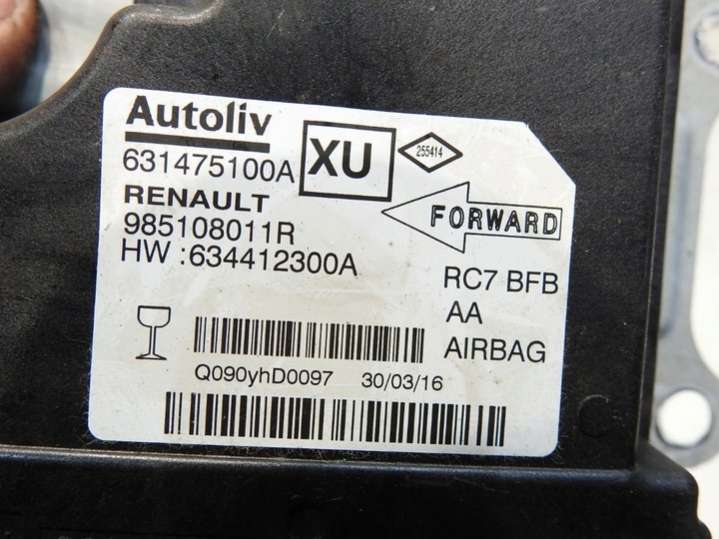 Autoliv
631475100A
XU
255414
RENAULT
985108011R
FORWARD
HW :634412300A
RC7 BFB
AA
AIRBAG
Q090yhD0097 30/03/16